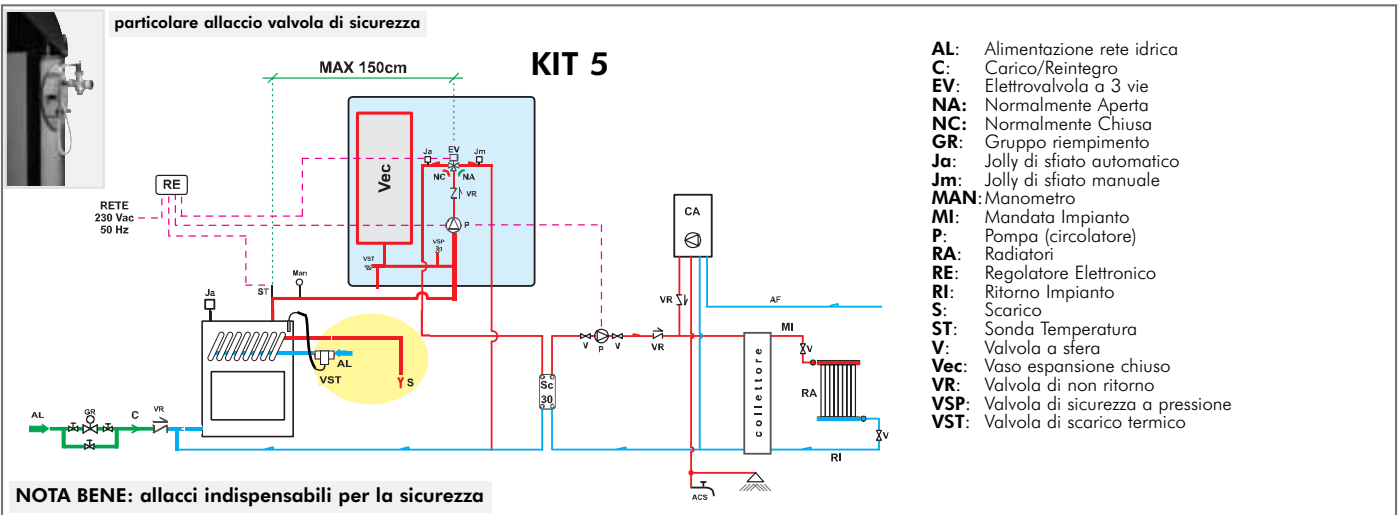 particolare allaccio valvola di sicurezza
KIT 5
MAX 150cm
Vec
Ja
EV
Jm
NC
NA
VR
P
VSP
VST
RE
RETE
230 Vac
50 Hz
ST
Man
Ja
AL
VST
S
AL
GR
C
VR
CA
VR
AF
V
P
V
VR
MI
V
RA
V
RI
Sc
30
collettore
ACS
NOTA BENE: allacci indispensabili per la sicurezza
AL: Alimentazione rete idrica
C: Carico/Reintegro
EV: Elettrovalvola a 3 vie
NA: Normalmente Aperta
NC: Normalmente Chiusa
GR: Gruppo riempimento
Ja: Jolly di sfiato automatico
Jm: Jolly di sfiato manuale
MAN: Manometro
MI: Mandata Impianto
P: Pompa (circolatore)
RA: Radiatori
RE: Regolatore Elettronico
RI: Ritorno Impianto
S: Scarico
ST: Sonda Temperatura
V: Valvola a sfera
Vec: Vaso espansione chiuso
VR: Valvola di non ritorno
VSP: Valvola di sicurezza a pressione
VST: Valvola di scarico termico